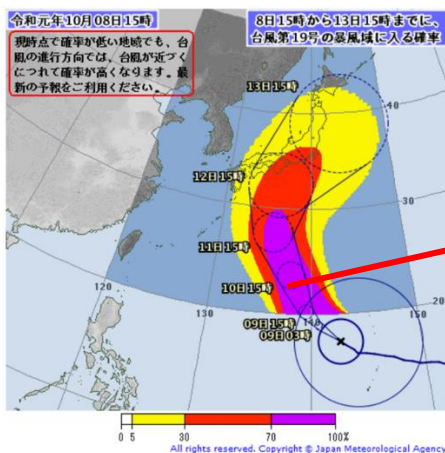 令和元年10月08日15時
8日15時から13日15時までに、
台風第19号の暴風域に入る確率
現時点で確率が低い地域でも、台
風の進行方向では、台風が近づく
につれて確率が高くなります。最
新の予報をご利用ください。
13日15時
40
12日15時
30
11日15時
10日15時
120
20
130
09日15時
150
09日03時
140
0 5 30 70 100%
All rights reserved. Copyright © Japan Meteorological Agency